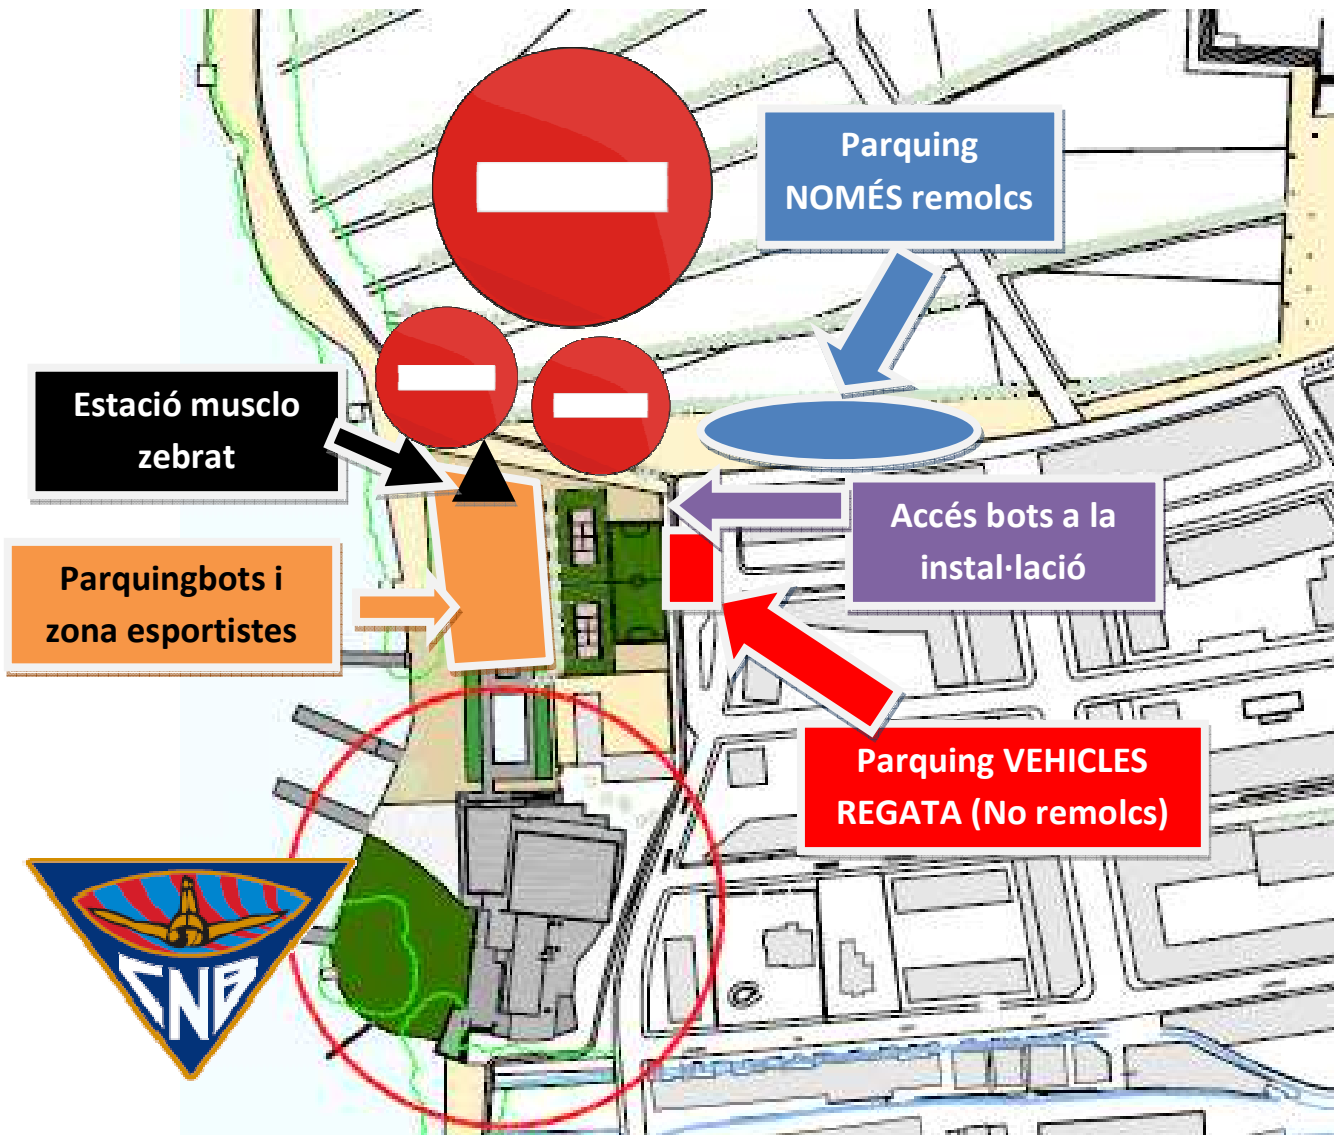 Parquing
NOMÉS remolcs
Estació musclo
zebrat
Accés bots a la
instal·lació
Parquingbots i
zona esportistes
Parquing VEHICLES
REGATA (No remolcs)
CNB